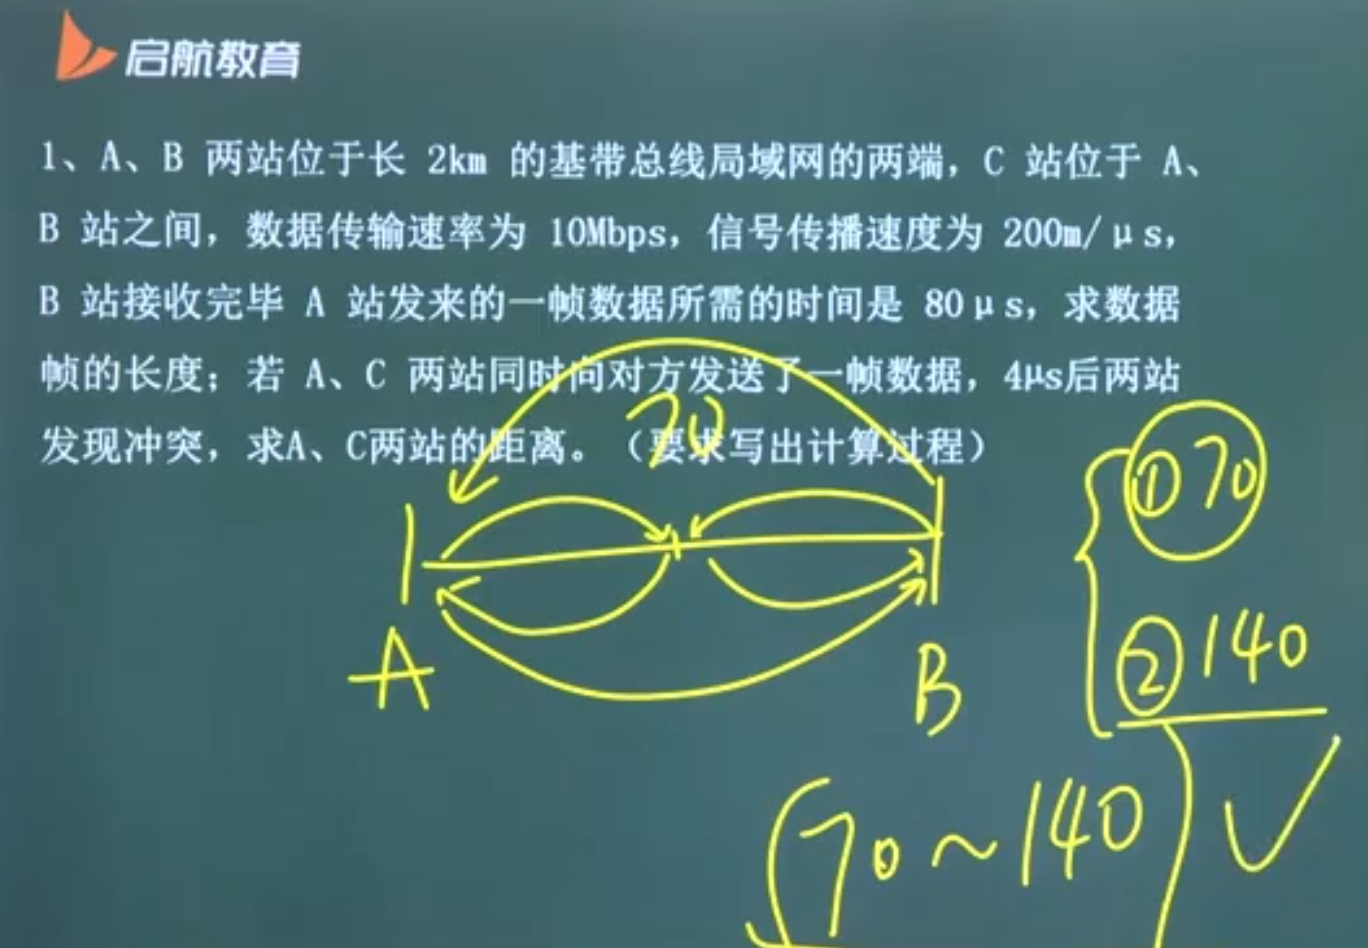 启航教育
1、A、B 两站位于长 2km 的基带总线局域网的两端，C 站位于 A、
B 站之间，数据传输速率为 10Mbps，信号传播速度为 200m/μs，
B 站接收完毕 A 站发来的一帧数据所需的时间是 80μs，求数据
帧的长度；若 A、C 两站同时向对方发送了一帧数据，4μs后两站
发现冲突，求A、C两站的距离。（要求写出计算过程）
70
①70
A
B
②140
70~140